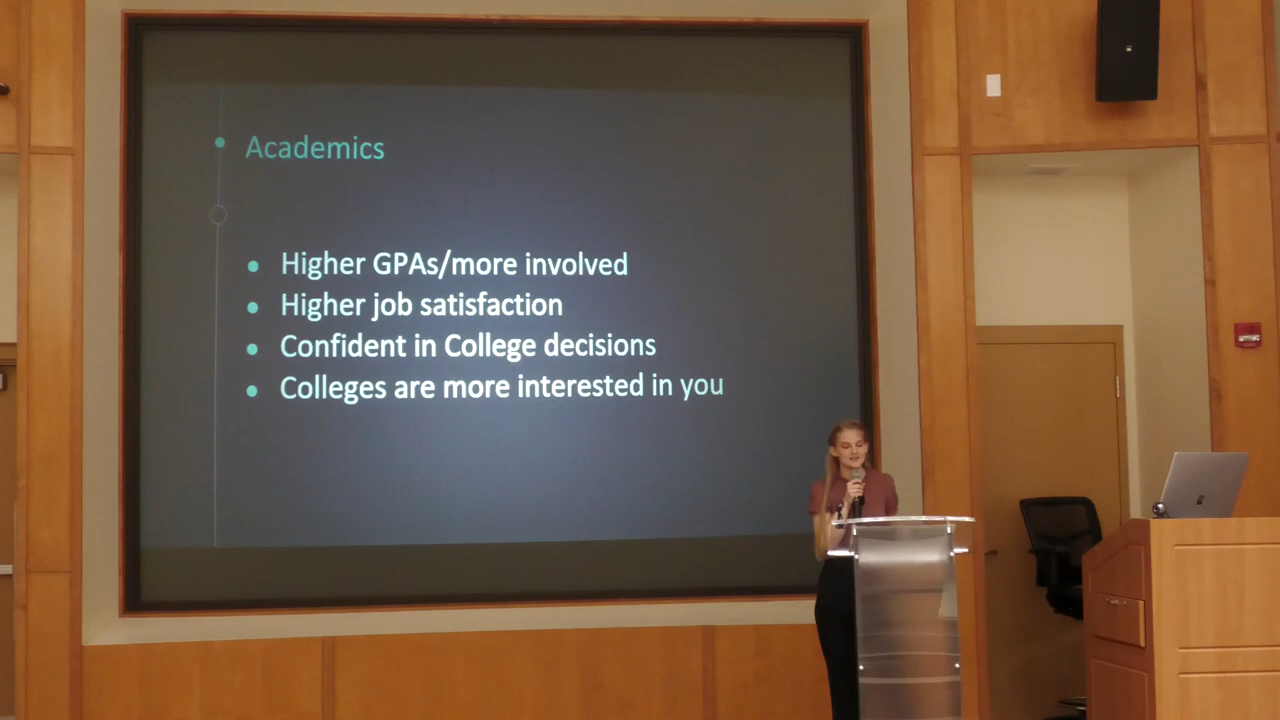 Academics
Higher GPAs/more involved
Higher job satisfaction
Confident in College decisions
Colleges are more interested in you